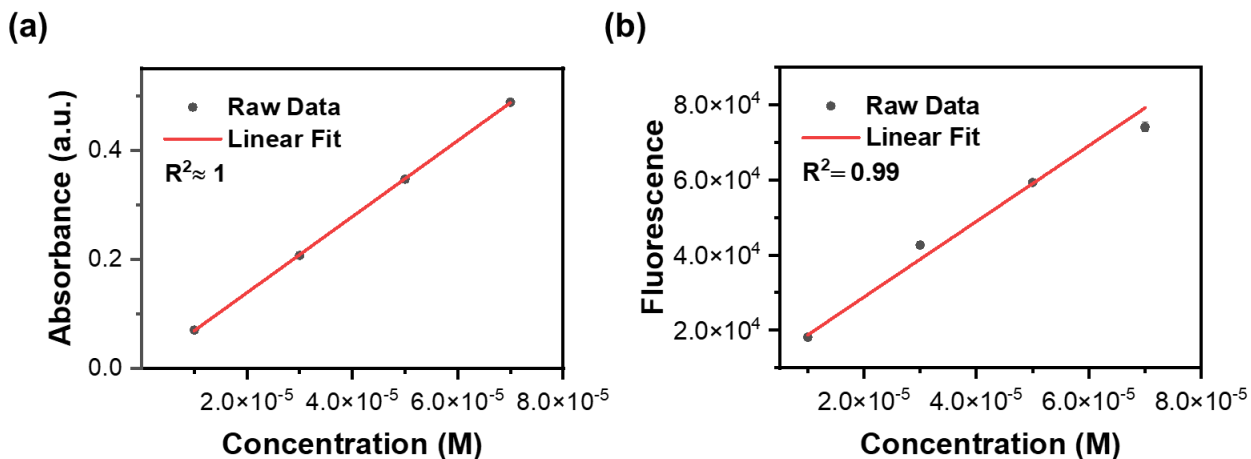 (a)
Absorbance (a.u.)
0.4
0.2
0.0
Raw Data
Linear Fit
R²≈ 1
2.0×10⁻⁵ 4.0×10⁻⁵ 6.0×10⁻⁵ 8.0×10⁻⁵
Concentration (M)
(b)
Fluorescence
8.0×10⁴
6.0×10⁴
4.0×10⁴
2.0×10⁴
Raw Data
Linear Fit
R²= 0.99
2.0×10⁻⁵ 4.0×10⁻⁵ 6.0×10⁻⁵ 8.0×10⁻⁵
Concentration (M)